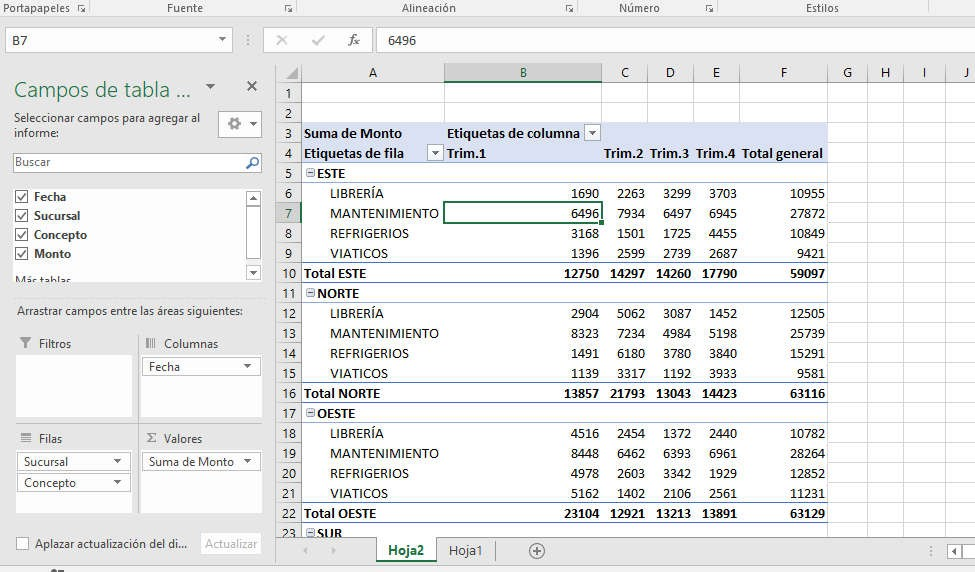 Portapapeles Fuente Alineación Número Estilos
B7 fx 6496
Campos de tabla ...
Seleccionar campos para agregar al
informe:
Buscar
Fecha
Sucursal
Concepto
Monto
Más tablas
Arrastrar campos entre las áreas siguientes:
Filtros Columnas
Fecha
Filas Σ Valores
Sucursal Suma de Monto
Concepto
Aplazar actualización del di... Actualizar
A B C D E F G H I J
1
2
3 Suma de Monto Etiquetas de columna
4 Etiquetas de fila Trim.1 Trim.2 Trim.3 Trim.4 Total general
5 ESTE
6 LIBRERÍA 1690 2263 3299 3703 10955
7 MANTENIMIENTO 6496 7934 6497 6945 27872
8 REFRIGERIOS 3168 1501 1725 4455 10849
9 VIATICOS 1396 2599 2739 2687 9421
10 Total ESTE 12750 14297 14260 17790 59097
11 NORTE
12 LIBRERÍA 2904 5062 3087 1452 12505
13 MANTENIMIENTO 8323 7234 4984 5198 25739
14 REFRIGERIOS 1491 6180 3780 3840 15291
15 VIATICOS 1139 3317 1192 3933 9581
16 Total NORTE 13857 21793 13043 14423 63116
17 OESTE
18 LIBRERÍA 4516 2454 1372 2440 10782
19 MANTENIMIENTO 8448 6462 6393 6961 28264
20 REFRIGERIOS 4978 2603 3342 1929 12852
21 VIATICOS 5162 1402 2106 2561 11231
22 Total OESTE 23104 12921 13213 13891 63129
23 SUR
Hoja2 Hoja1